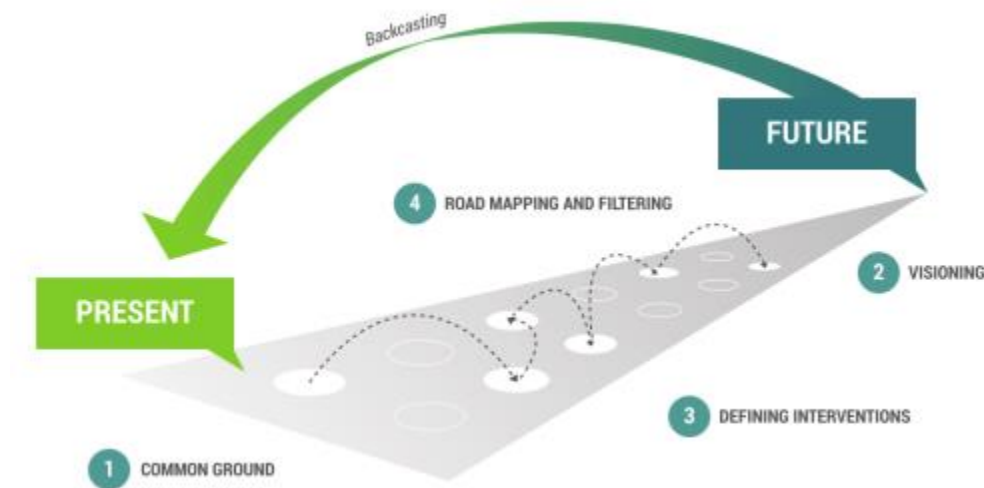 Backcasting
FUTURE
4 ROAD MAPPING AND FILTERING
2 VISIONING
PRESENT
3 DEFINING INTERVENTIONS
1 COMMON GROUND